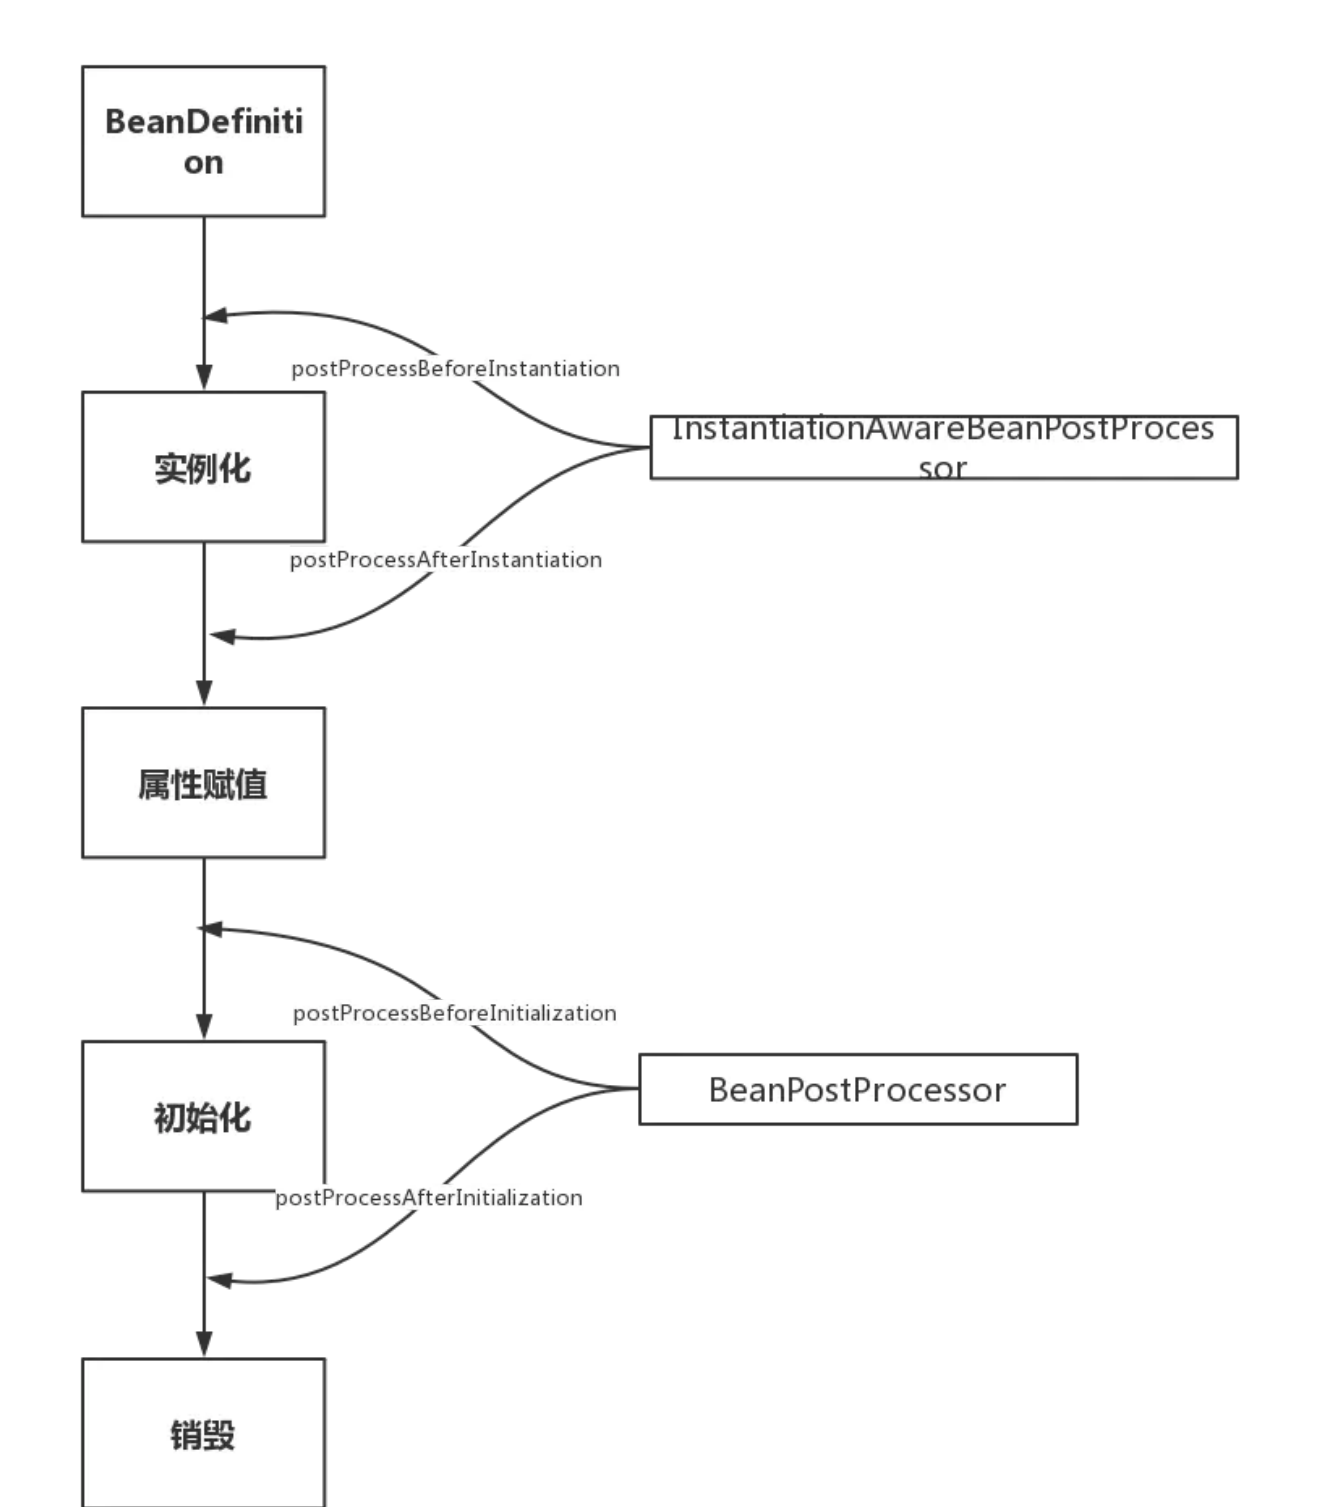 BeanDefiniti
on
postProcessBeforeInstantiation
InstantiationAwareBeanPostProces
sor
实例化
postProcessAfterInstantiation
属性赋值
postProcessBeforeInitialization
BeanPostProcessor
初始化
postProcessAfterInitialization
销毁